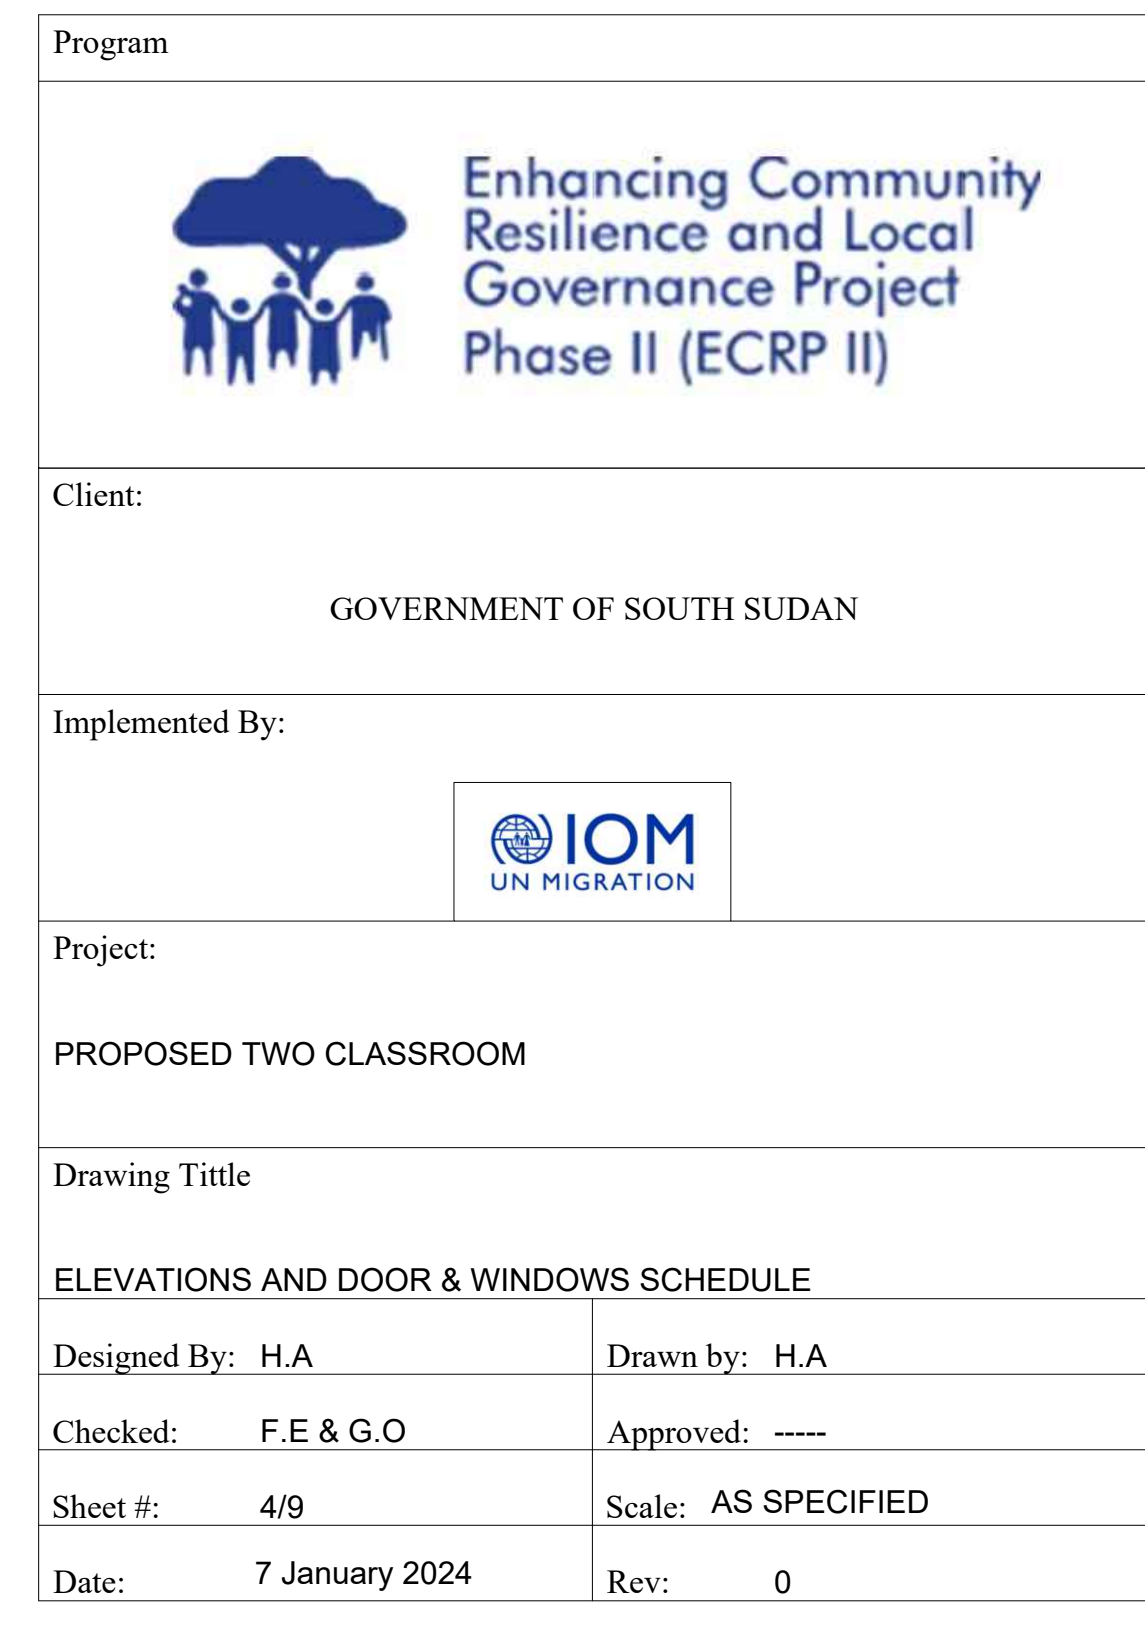 Program
Enhancing Community
Resilience and Local
Governance Project
Phase II (ECRP II)
Client:
GOVERNMENT OF SOUTH SUDAN
Implemented By:
IOM
UN MIGRATION
Project:
PROPOSED TWO CLASSROOM
Drawing Tittle
ELEVATIONS AND DOOR & WINDOWS SCHEDULE
Designed By: H.A Drawn by: H.A
Checked: F.E & G.O Approved: -----
Sheet #: 4/9 Scale: AS SPECIFIED
Date: 7 January 2024 Rev: 0